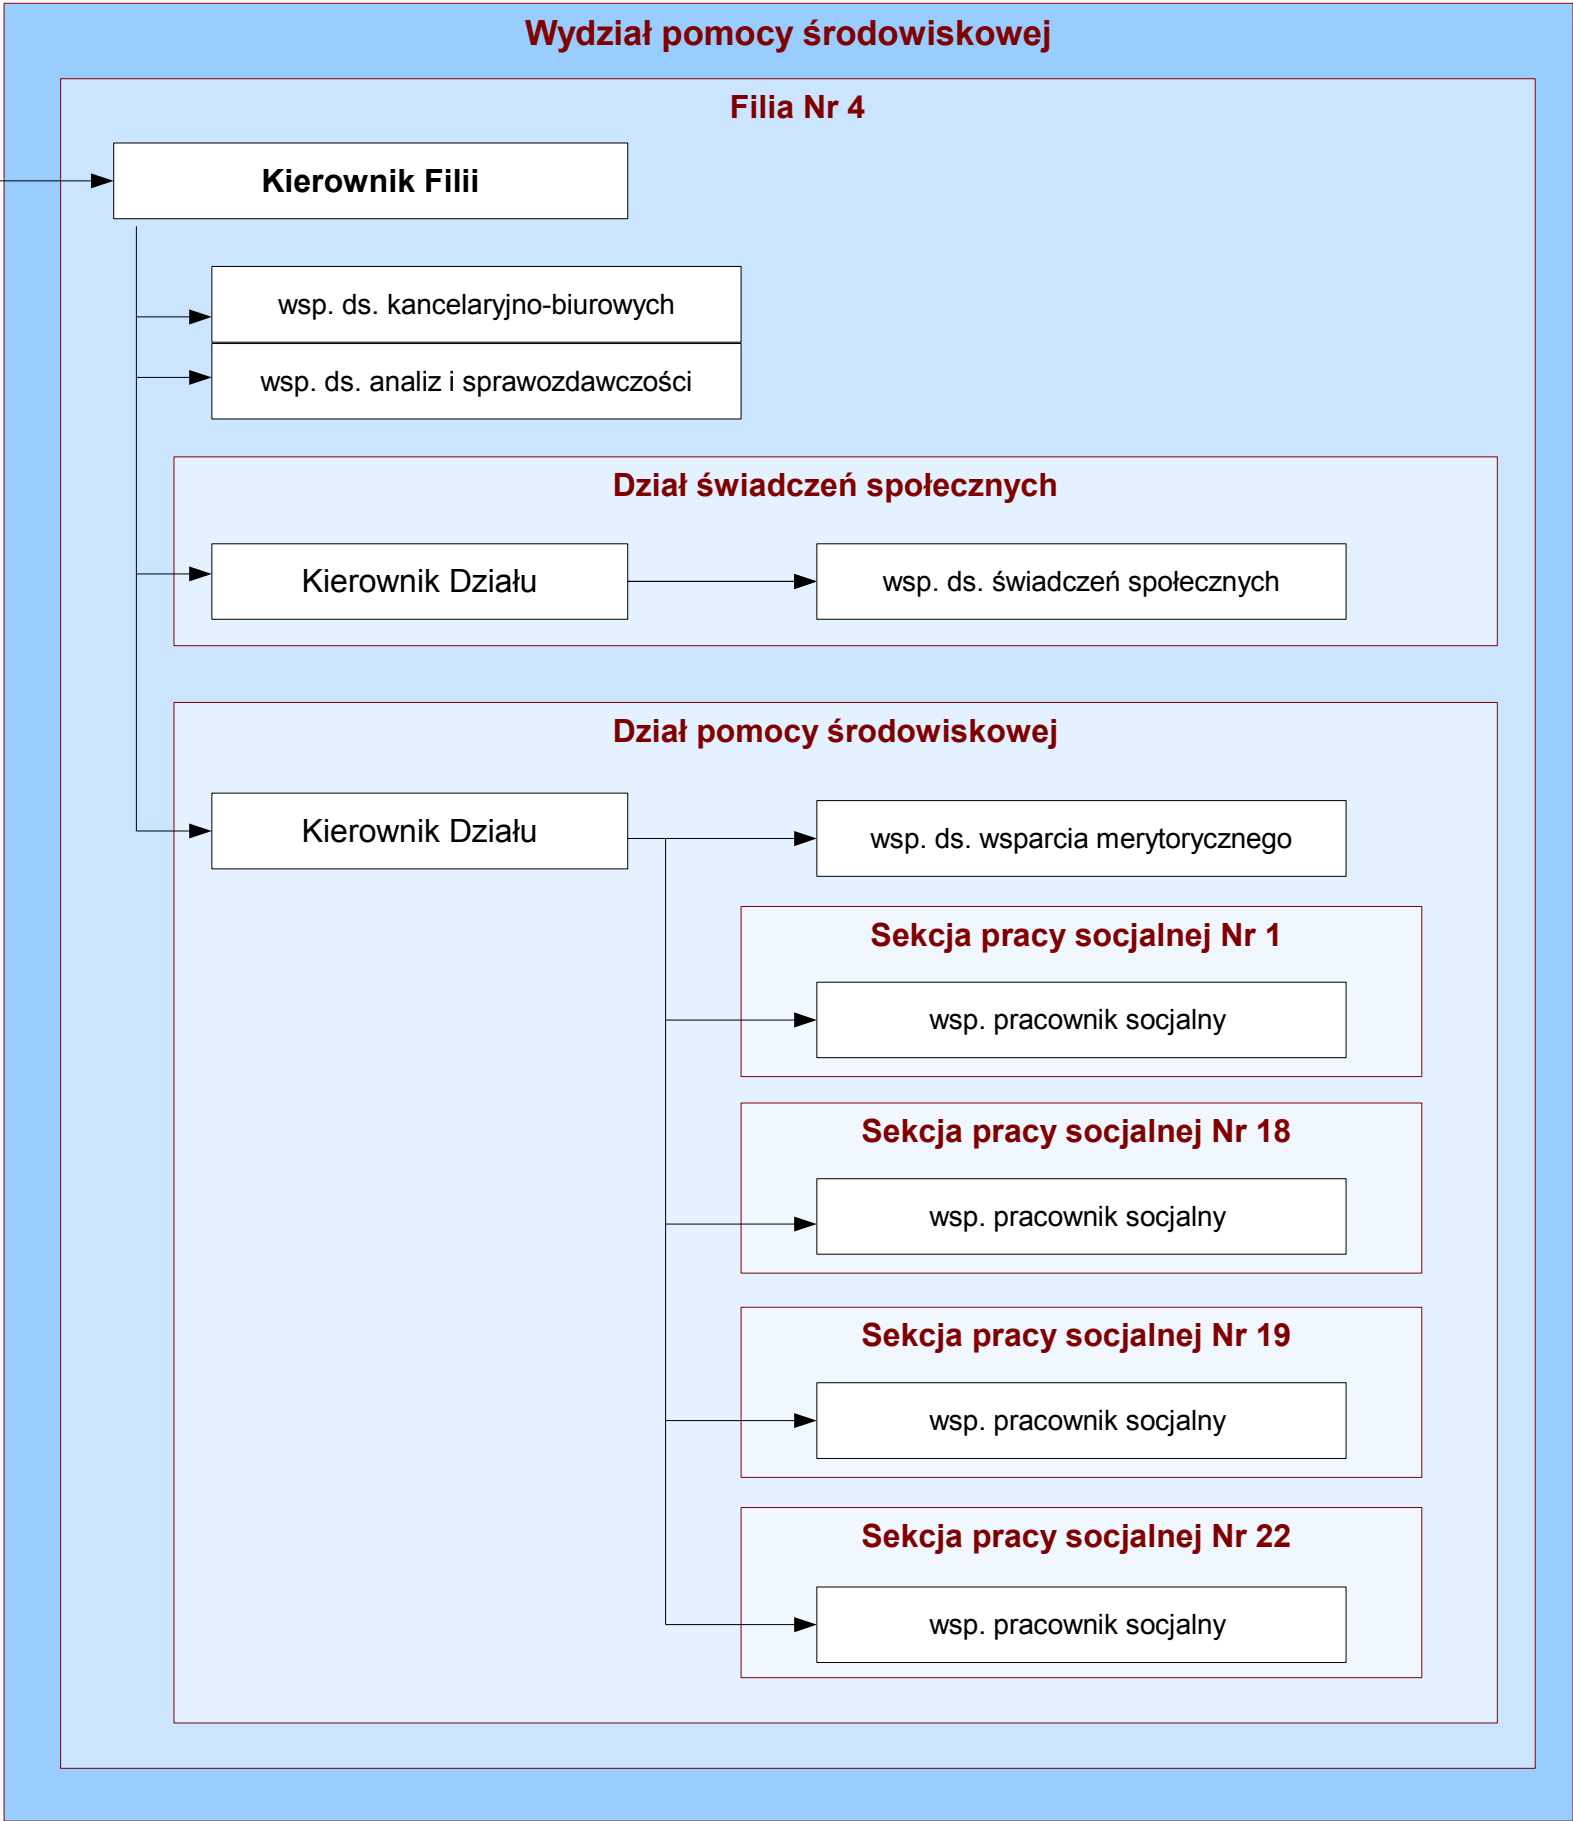 Wydział pomocy środowiskowej
Filia Nr 4
Kierownik Filii
wsp. ds. kancelaryjno-biurowych
wsp. ds. analiz i sprawozdawczości
Dział świadczeń społecznych
Kierownik Działu
wsp. ds. świadczeń społecznych
Dział pomocy środowiskowej
Kierownik Działu
wsp. ds. wsparcia merytorycznego
Sekcja pracy socjalnej Nr 1
wsp. pracownik socjalny
Sekcja pracy socjalnej Nr 18
wsp. pracownik socjalny
Sekcja pracy socjalnej Nr 19
wsp. pracownik socjalny
Sekcja pracy socjalnej Nr 22
wsp. pracownik socjalny